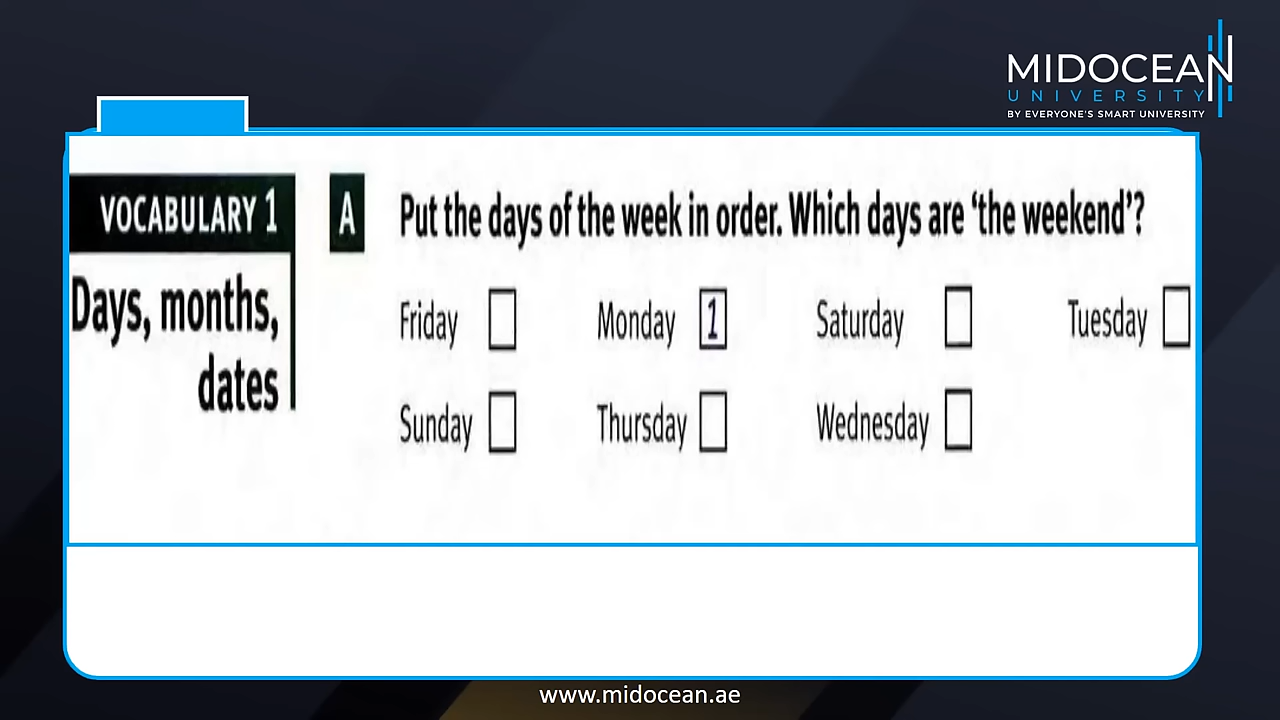 MIDOCEAN
UNIVERSITY
BY EVERYONE'S SMART UNIVERSITY
VOCABULARY 1
Days, months,
dates
A Put the days of the week in order. Which days are ‘the weekend’?
Friday Monday 1 Saturday Tuesday
Sunday Thursday Wednesday
www.midocean.ae